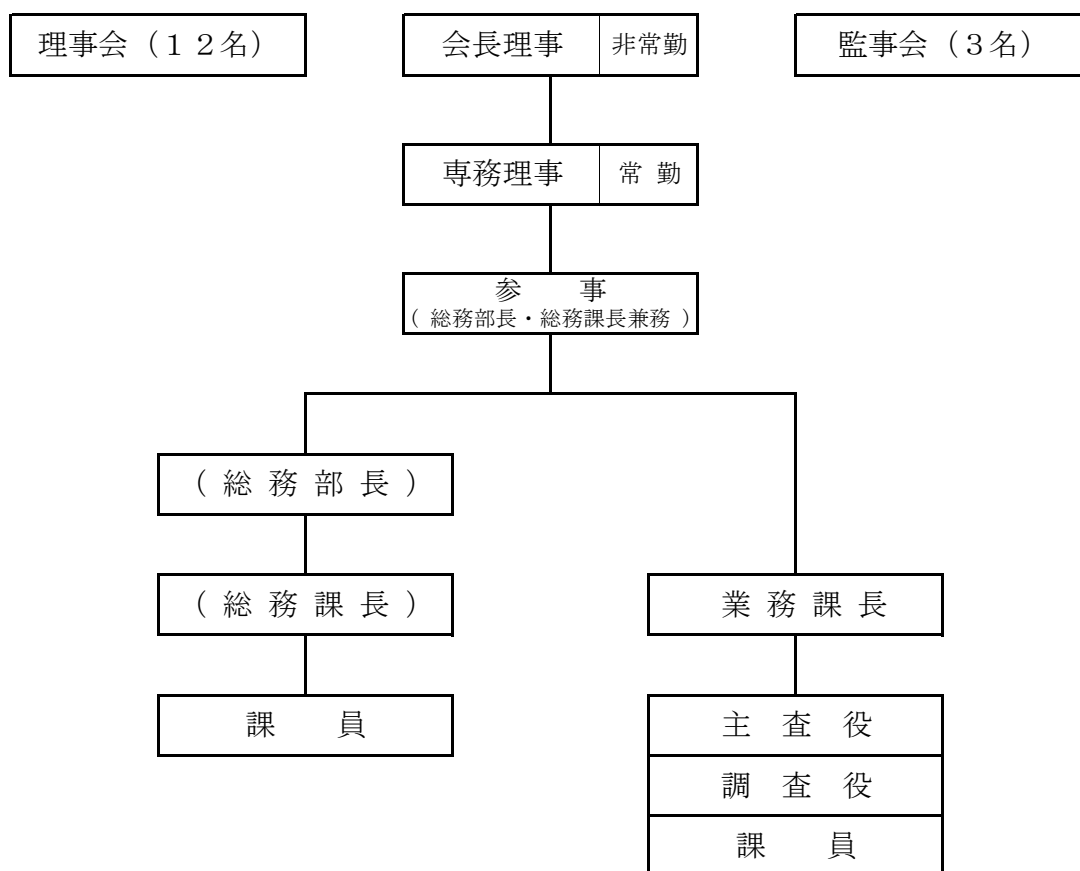 理事会（１２名）
会長理事 非常勤
監事会（３名）
専務理事 常 勤
参　事
（ 総務部長・総務課長兼務 ）
（ 総 務 部 長 ）
（ 総 務 課 長 ）
業 務 課 長
課　員
主 査 役
調 査 役
課　員